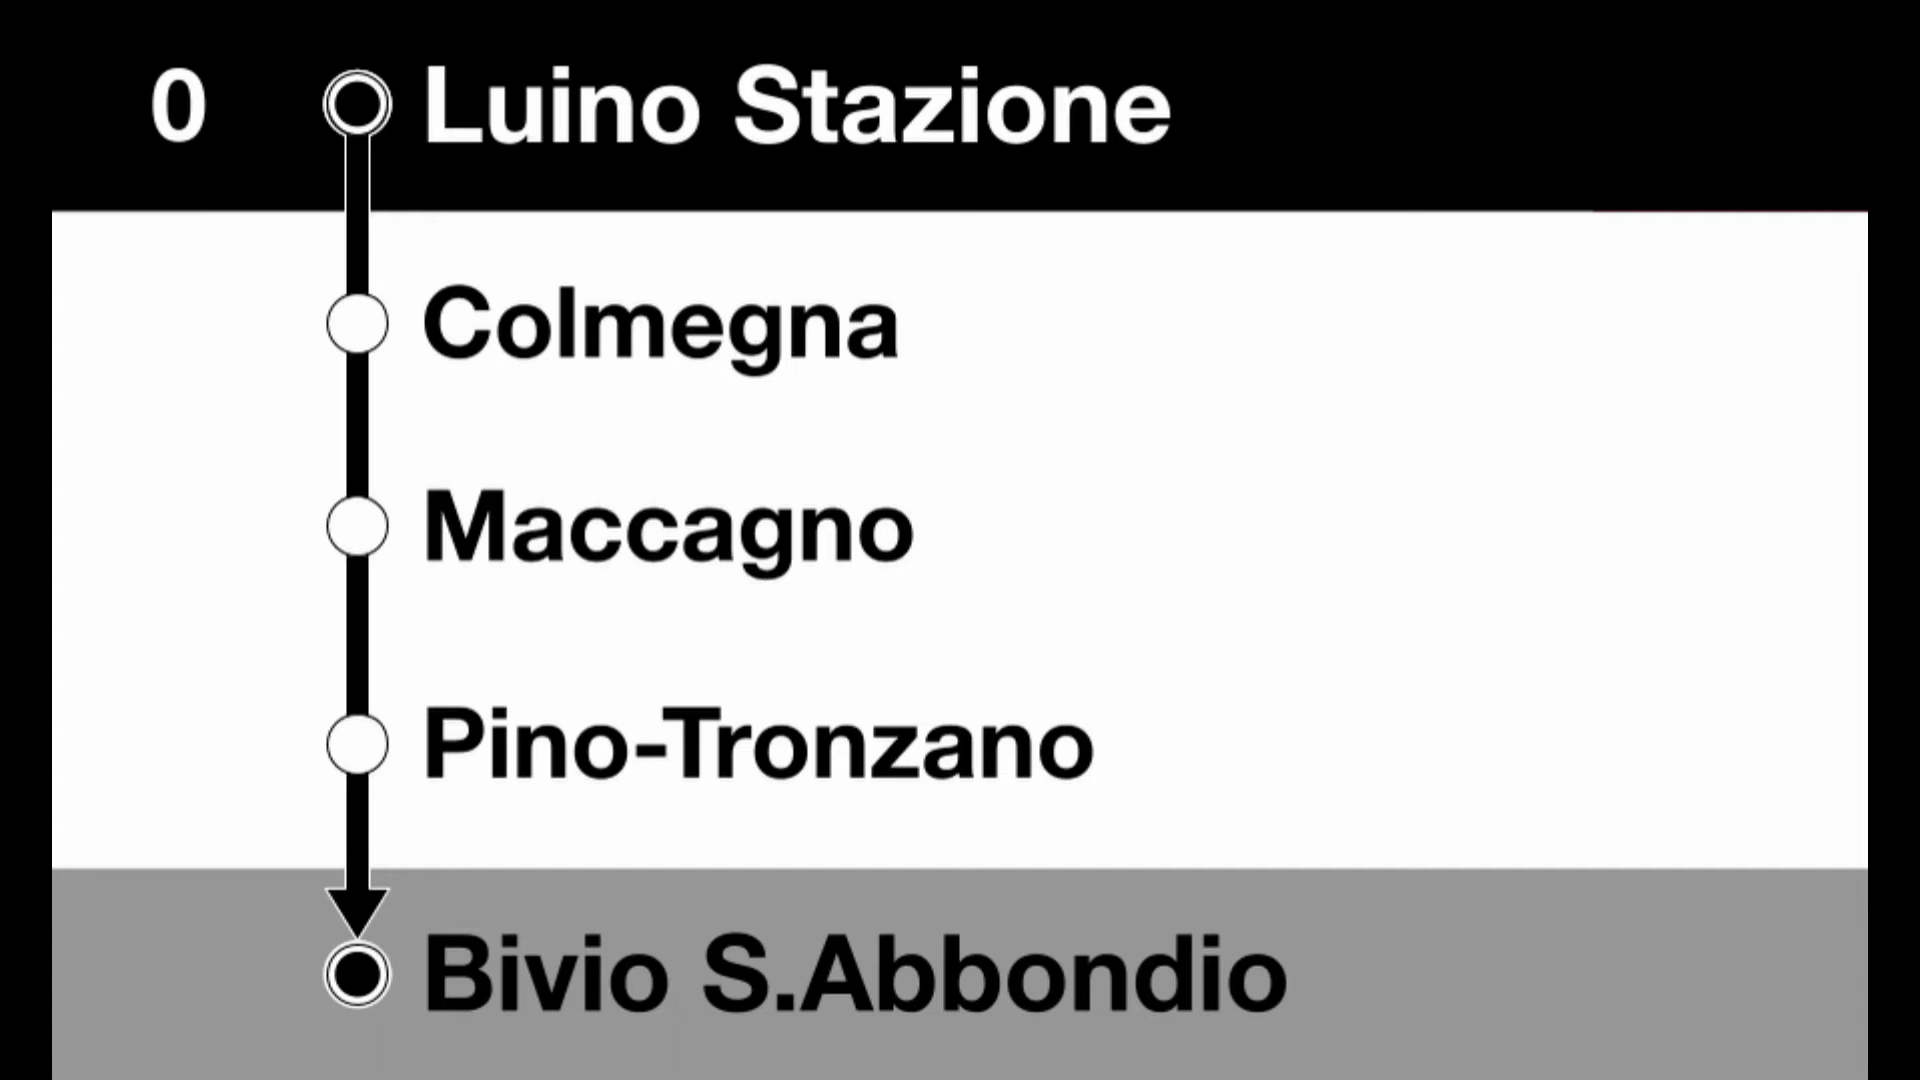 0 Luino Stazione
Colmegna
Maccagno
Pino-Tronzano
Bivio S.Abbondio